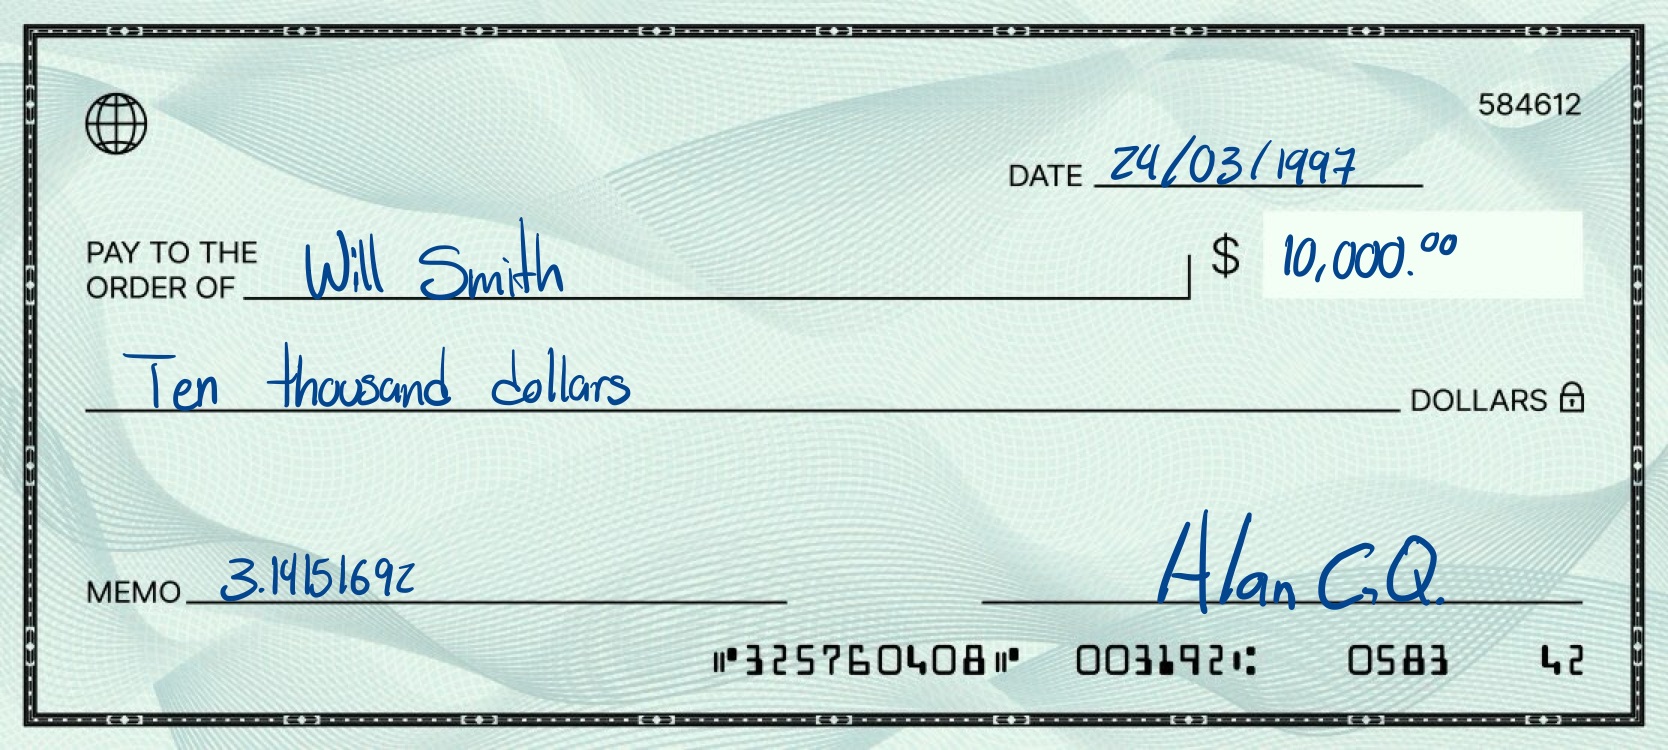 584612
DATE 24/03/1997
PAY TO THE
ORDER OF Will Smith $ 10,000.00
Ten thousand dollars DOLLARS
MEMO 3.14151692 Alan C.Q.
⑈325760408⑈ 003192⑆ 0583 42